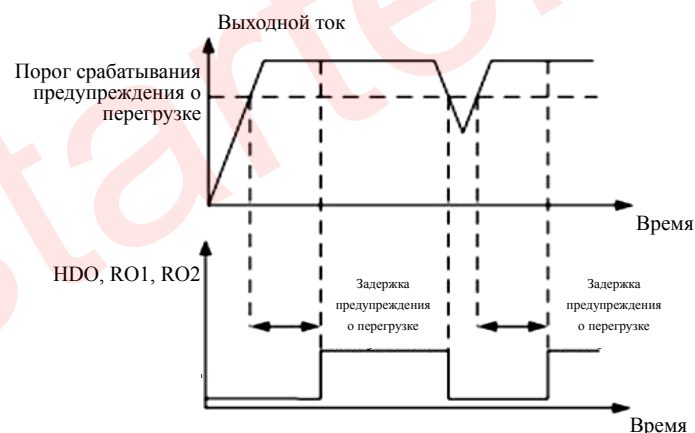 Выходной ток
Порог срабатывания
предупреждения о
перегрузке
Время
HDO, RO1, RO2
Задержка
предупреждения
о перегрузке
Задержка
предупреждения
о перегрузке
Время